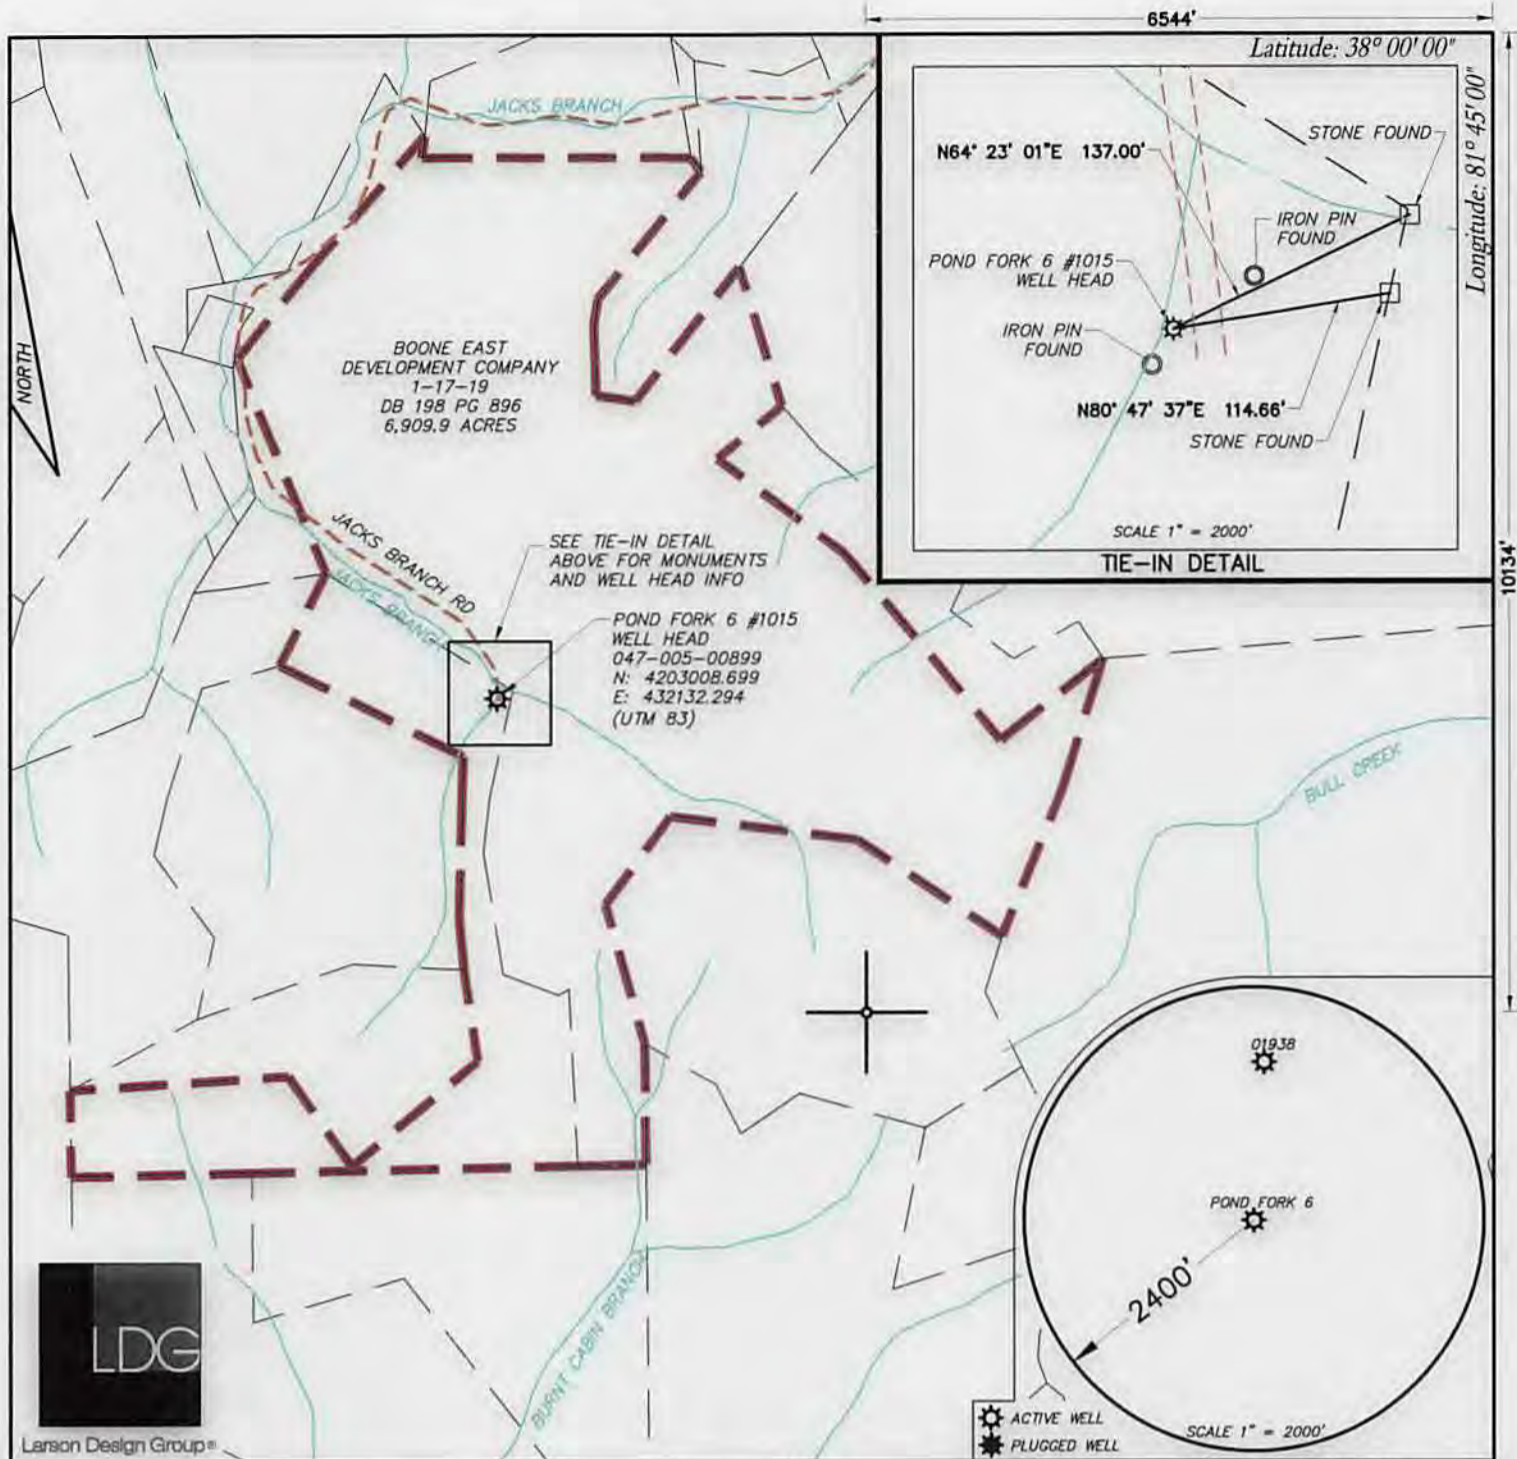 6544'
Latitude: 38° 00' 00"
Longitude: 81° 45' 00"
10134'
JACKS BRANCH
STONE FOUND
N64° 23' 01"E 137.00'
IRON PIN
FOUND
POND FORK 6 #1015
WELL HEAD
IRON PIN
FOUND
N80° 47' 37"E 114.66'
STONE FOUND
SCALE 1" = 2000'
TIE-IN DETAIL
NORTH
BOONE EAST
DEVELOPMENT COMPANY
1-17-19
DB 198 PG 896
6,909.9 ACRES
JACKS BRANCH RD
JACKS BRANCH
SEE TIE-IN DETAIL
ABOVE FOR MONUMENTS
AND WELL HEAD INFO
POND FORK 6 #1015
WELL HEAD
047-005-00899
N: 4203008.699
E: 432132.294
(UTM 83)
BULL CREEK
01938
POND FORK 6
2400'
SCALE 1" = 2000'
BURNT CABIN BRANCH
LDG
Larson Design Group®
ACTIVE WELL
PLUGGED WELL